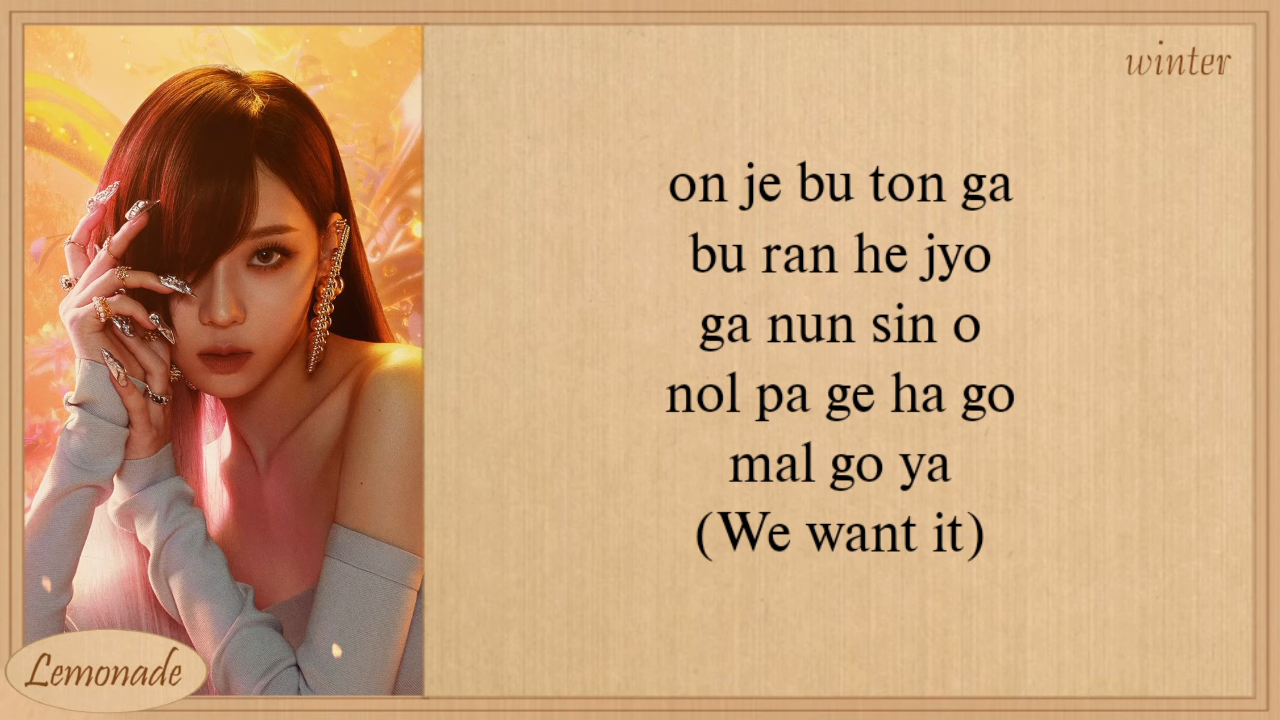 winter
on je bu ton ga
bu ran he jyo
ga nun sin o
nol pa ge ha go
mal go ya
(We want it)
Lemonade